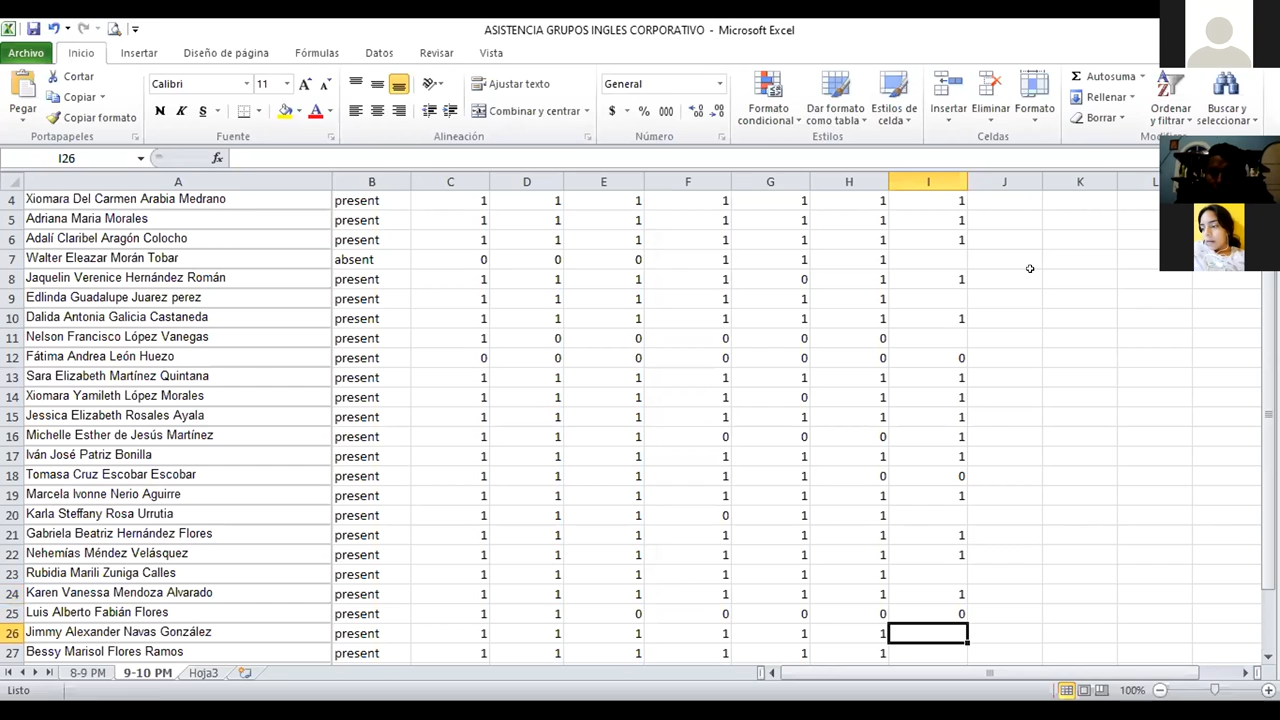 ASISTENCIA GRUPOS INGLES CORPORATIVO - Microsoft Excel
Archivo Inicio Insertar Diseño de página Fórmulas Datos Revisar Vista
Pegar Cortar Copiar Copiar formato Portapapeles
Calibri 11 N K S A Fuente
Ajustar texto Combinar y centrar Alineación
General $ % 000 Número
Formato condicional Dar formato como tabla Estilos de celda Estilos
Insertar Eliminar Formato Celdas
Autosuma Rellenar Borrar Ordenar y filtrar Buscar y seleccionar
I26 fx
A B C D E F G H I J K L
4 Xiomara Del Carmen Arabia Medrano present 1 1 1 1 1 1 1
5 Adriana Maria Morales present 1 1 1 1 1 1 1
6 Adalí Claribel Aragón Colocho present 1 1 1 1 1 1 1
7 Walter Eleazar Morán Tobar absent 0 0 0 1 1 1
8 Jaquelin Verenice Hernández Román present 1 1 1 1 0 1 1
9 Edlinda Guadalupe Juarez perez present 1 1 1 1 1 1
10 Dalida Antonia Galicia Castaneda present 1 1 1 1 1 1 1
11 Nelson Francisco López Vanegas present 1 0 0 0 0 0
12 Fátima Andrea León Huezo present 0 0 0 0 0 0 0
13 Sara Elizabeth Martínez Quintana present 1 1 1 1 1 1 1
14 Xiomara Yamileth López Morales present 1 1 1 1 0 1 1
15 Jessica Elizabeth Rosales Ayala present 1 1 1 1 1 1 1
16 Michelle Esther de Jesús Martínez present 1 1 1 0 0 0 1
17 Iván José Patriz Bonilla present 1 1 1 1 1 1 1
18 Tomasa Cruz Escobar Escobar present 1 1 1 1 1 0 0
19 Marcela Ivonne Nerio Aguirre present 1 1 1 1 1 1 1
20 Karla Steffany Rosa Urrutia present 1 1 1 0 1 1
21 Gabriela Beatriz Hernández Flores present 1 1 1 1 1 1 1
22 Nehemías Méndez Velásquez present 1 1 1 1 1 1 1
23 Rubidia Marili Zuniga Calles present 1 1 1 1 1 1
24 Karen Vanessa Mendoza Alvarado present 1 1 1 1 1 1 1
25 Luis Alberto Fabián Flores present 1 1 0 0 0 0 0
26 Jimmy Alexander Navas González present 1 1 1 1 1 1
27 Bessy Marisol Flores Ramos present 1 1 1 1 1 1
8-9 PM 9-10 PM Hoja3
Listo 100%